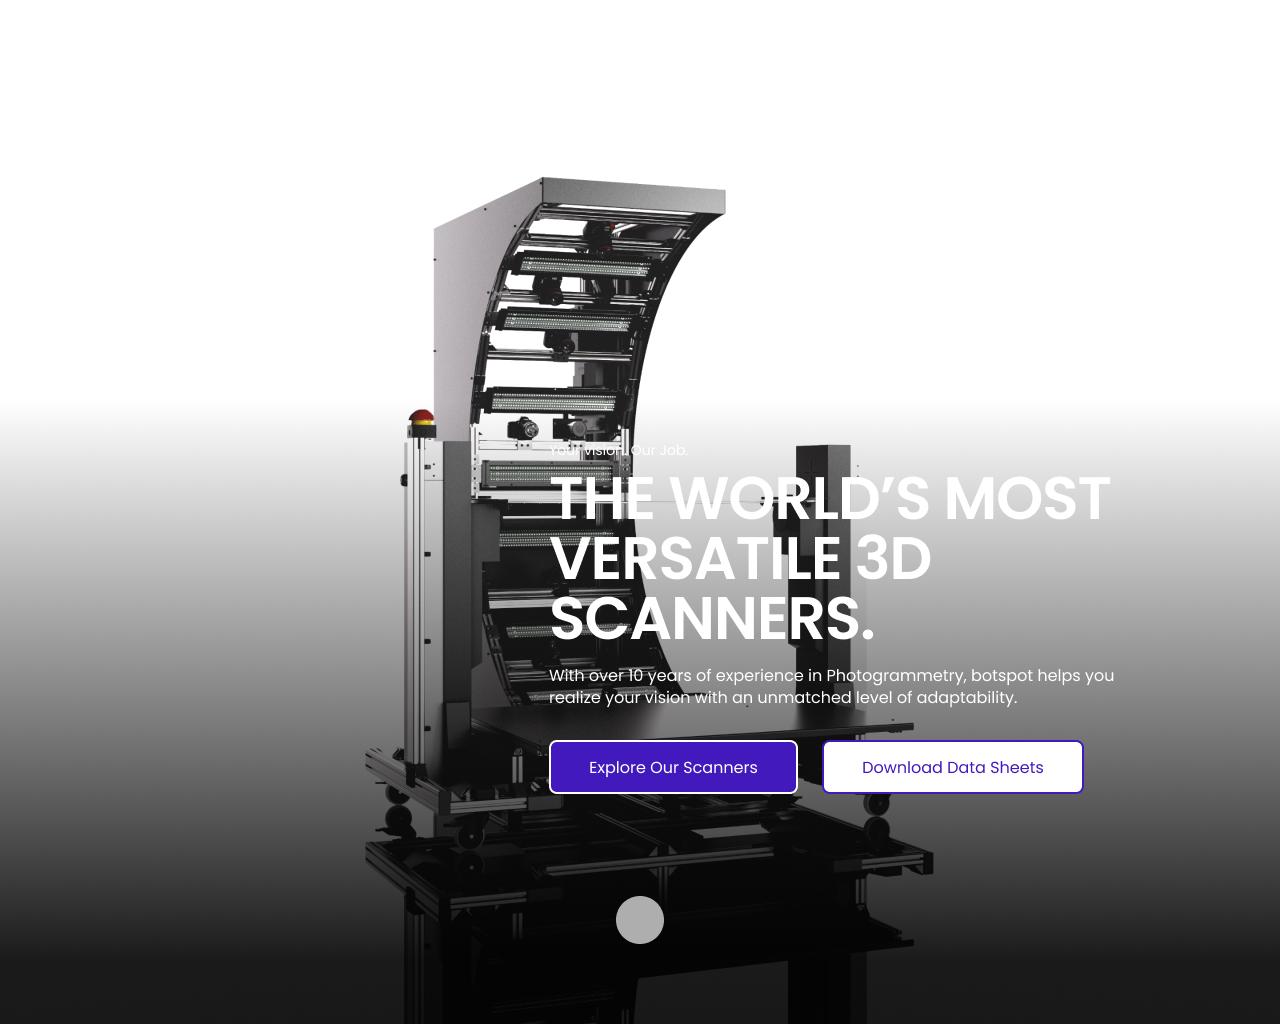 Your Vision. Our Job.
THE WORLD’S MOST
VERSATILE 3D
SCANNERS.
With over 10 years of experience in Photogrammetry, botspot helps you
realize your vision with an unmatched level of adaptability.
Explore Our Scanners
Download Data Sheets